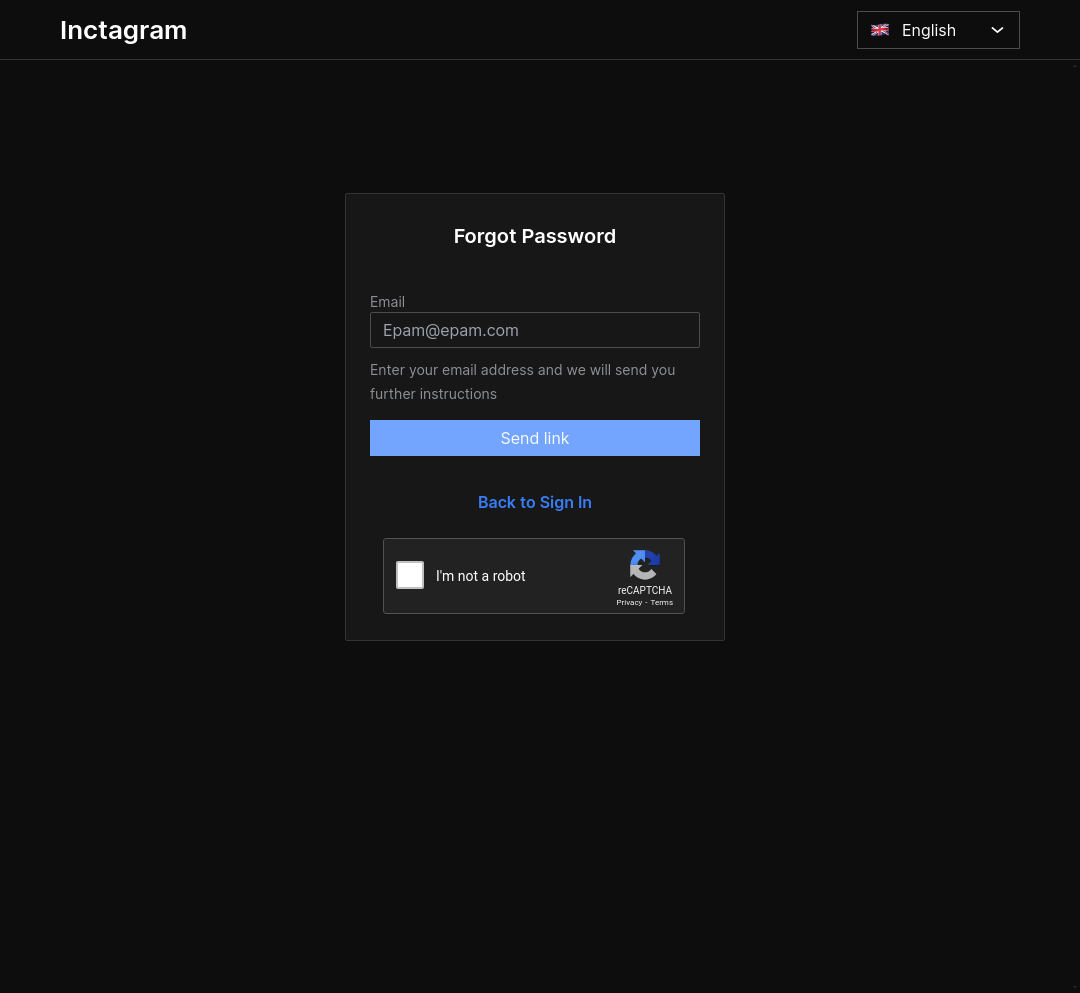 Inctagram
English
Forgot Password
Email
Epam@epam.com
Enter your email address and we will send you
further instructions
Send link
Back to Sign In
I'm not a robot
reCAPTCHA
Privacy - Terms